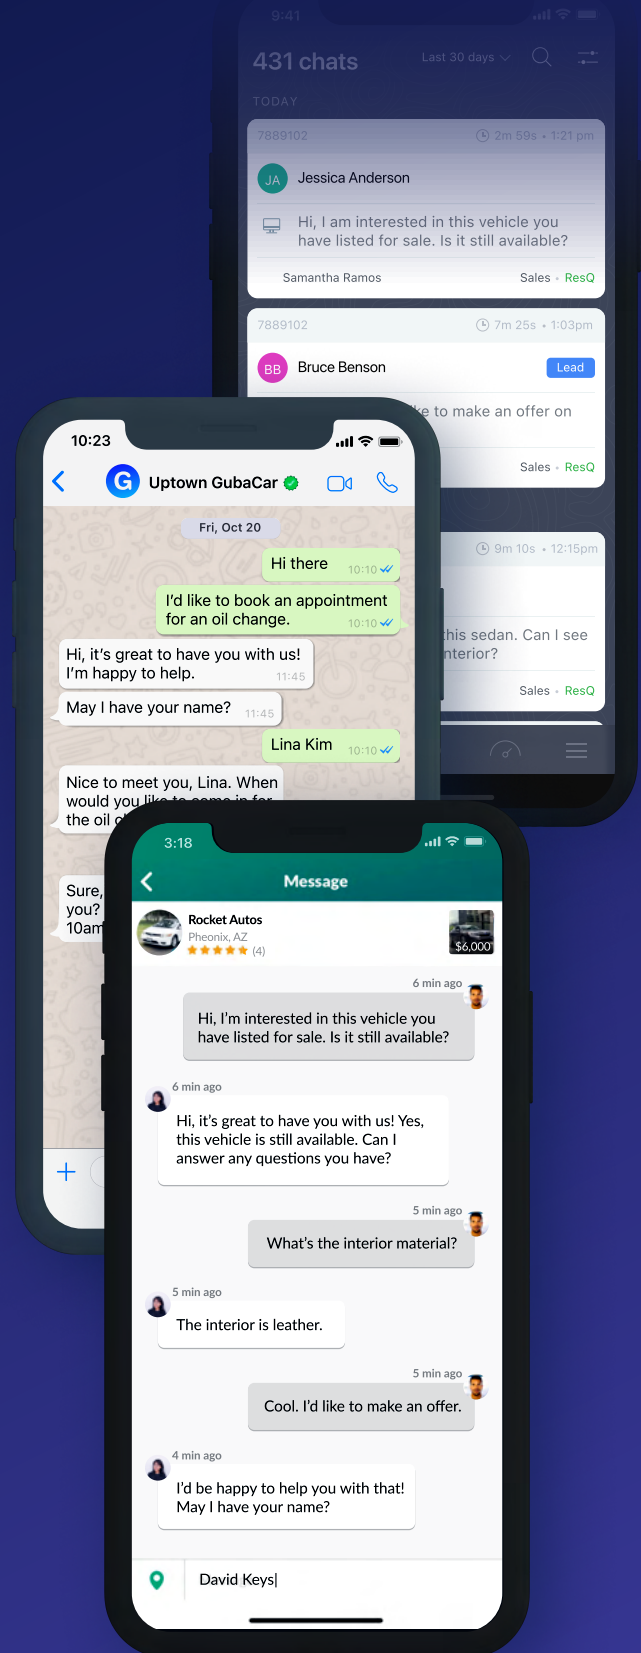 9:41
431 chats
Last 30 days
TODAY
7889102
2m 59s • 1:21 pm
JA
Jessica Anderson
Hi, I am interested in this vehicle you
have listed for sale. Is it still available?
Samantha Ramos
Sales • ResQ
7889102
7m 25s • 1:03pm
BB
Bruce Benson
Lead
to make an offer on
Sales • ResQ
9m 10s • 12:15pm
this sedan. Can I see
nterior?
Sales • ResQ
10:23
G
Uptown GubaCar
Fri, Oct 20
Hi there
10:10
I'd like to book an appointment
for an oil change.
10:10
Hi, it's great to have you with us!
I'm happy to help.
11:45
May I have your name?
11:45
Lina Kim
10:10
Nice to meet you, Lina. When
would you like to come in for
the oil
Sure,
you?
10am
3:18
Message
Rocket Autos
Pheonix, AZ
(4)
$6,000
6 min ago
Hi, I'm interested in this vehicle you
have listed for sale. Is it still available?
6 min ago
Hi, it's great to have you with us! Yes,
this vehicle is still available. Can I
answer any questions you have?
5 min ago
What's the interior material?
5 min ago
The interior is leather.
5 min ago
Cool. I'd like to make an offer.
4 min ago
I'd be happy to help you with that!
May I have your name?
David Keys